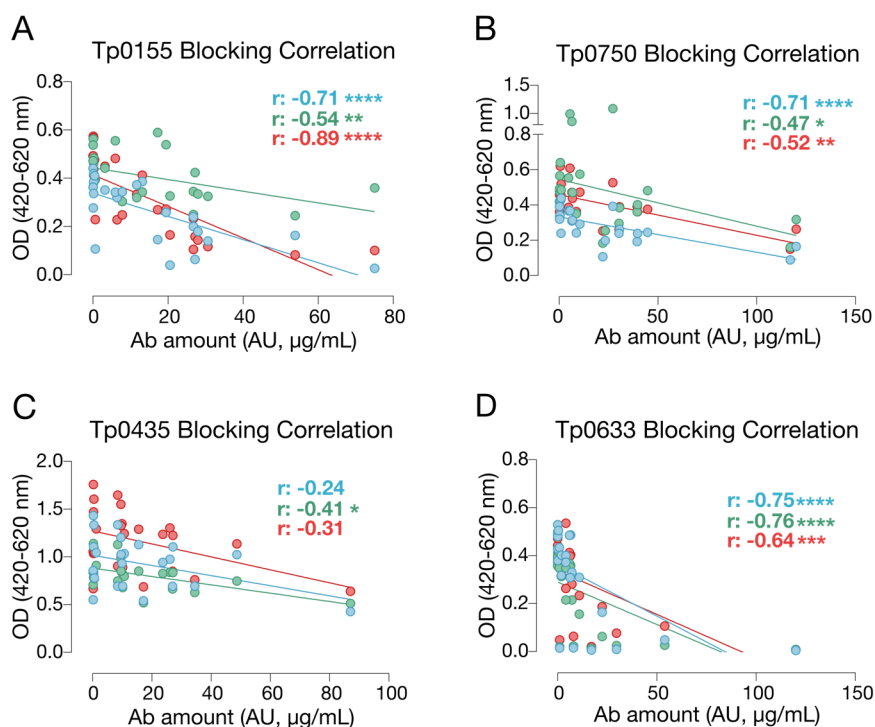 A
Tp0155 Blocking Correlation
r: -0.71 ****
r: -0.54 **
r: -0.89 ****
OD (420-620 nm)
0.8
0.6
0.4
0.2
0.0
0
20
40
60
80
Ab amount (AU, µg/mL)
B
Tp0750 Blocking Correlation
r: -0.71 ****
r: -0.47 *
r: -0.52 **
OD (420-620 nm)
1.5
1.0
0.8
0.6
0.4
0.2
0.0
0
50
100
150
Ab amount (AU, µg/mL)
C
Tp0435 Blocking Correlation
r: -0.24
r: -0.41 *
r: -0.31
OD (420-620 nm)
2.0
1.5
1.0
0.5
0.0
0
20
40
60
80
100
Ab amount (AU, µg/mL)
D
Tp0633 Blocking Correlation
r: -0.75****
r: -0.76 ****
r: -0.64 ***
OD (420-620 nm)
0.8
0.6
0.4
0.2
0.0
0
50
100
150
Ab amount (AU, µg/mL)